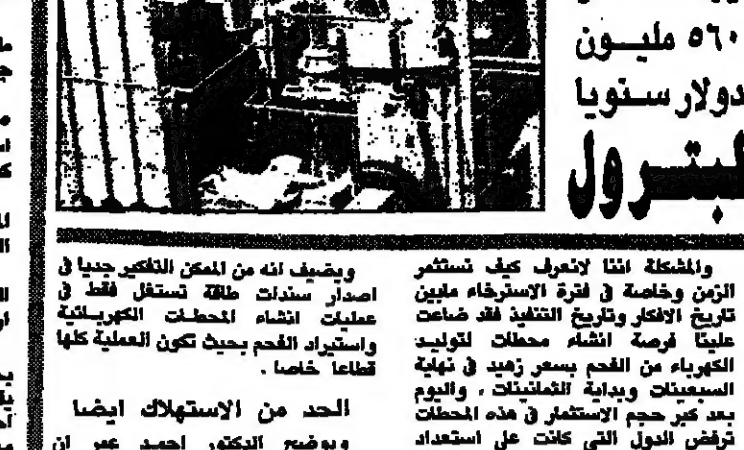 ٥٦٠ مليون
دولار سنويا
لبترول
والمشكلة اننا لانعرف كيف نستثمر
الزمن وخاصة في فترة الاسترخاء مابين
تاريخ الافكار وتاريخ التنفيذ فقد ضاعت
علينا فرصة انشاء محطات لتوليد
الكهرباء من الفحم بسعر زهيد في نهاية
السبعينات وبداية الثمانينات ، واليوم
بعد كبر حجم الاستثمار في هذه المحطات
ترفض الدول التي كانت على استعداد
ويضيف انه من الممكن التفكير جديا في
اصدار سندات طاقة تستغل فقط في
عمليات انشاء المحطات الكهربائية
واستيراد الفحم بحيث تكون العملية كلها
قطاعا خاصا .
الحد من الاستهلاك ايضا
ويوضح الدكتور احمد عمر ان